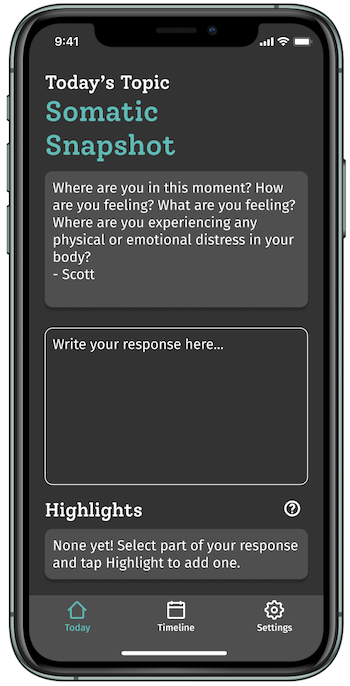 9:41
Today's Topic
Somatic
Snapshot
Where are you in this moment? How
are you feeling? What are you feeling?
Where are you experiencing any
physical or emotional distress in your
body?
- Scott
Write your response here...
Highlights
?
None yet! Select part of your response
and tap Highlight to add one.
Today
Timeline
Settings